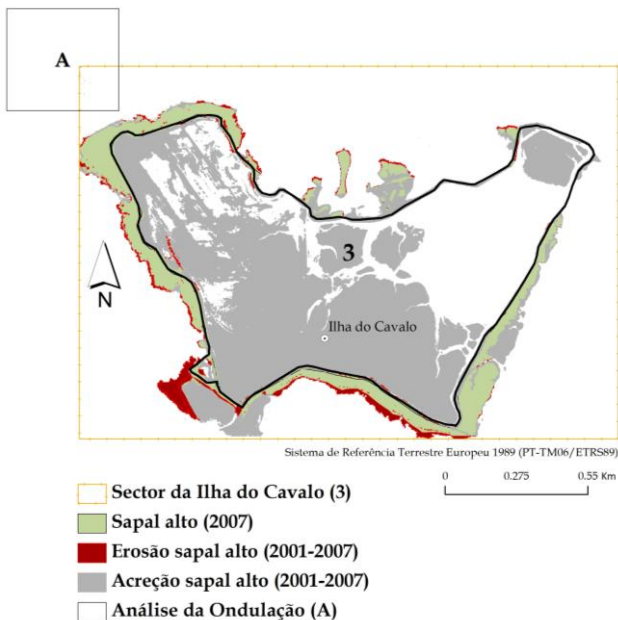 A
3
N
Ilha do Cavalo
Sistema de Referência Terrestre Europeu 1989 (PT-TM06/ETRS89)
0 0.275 0.55 Km
Sector da Ilha do Cavalo (3)
Sapal alto (2007)
Erosão sapal alto (2001-2007)
Acreção sapal alto (2001-2007)
Análise da Ondulação (A)